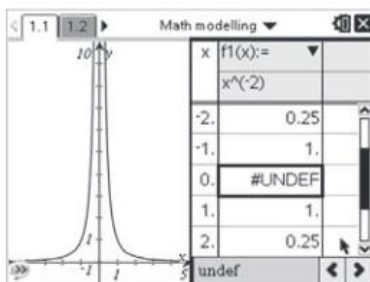 1.1 1.2 Math modelling
10 y
x f1(x):=
x^(-2)
-2. 0.25
-1. 1.
0. #UNDEF
1. 1.
2. 0.25
1
-1 1 5 x
undef